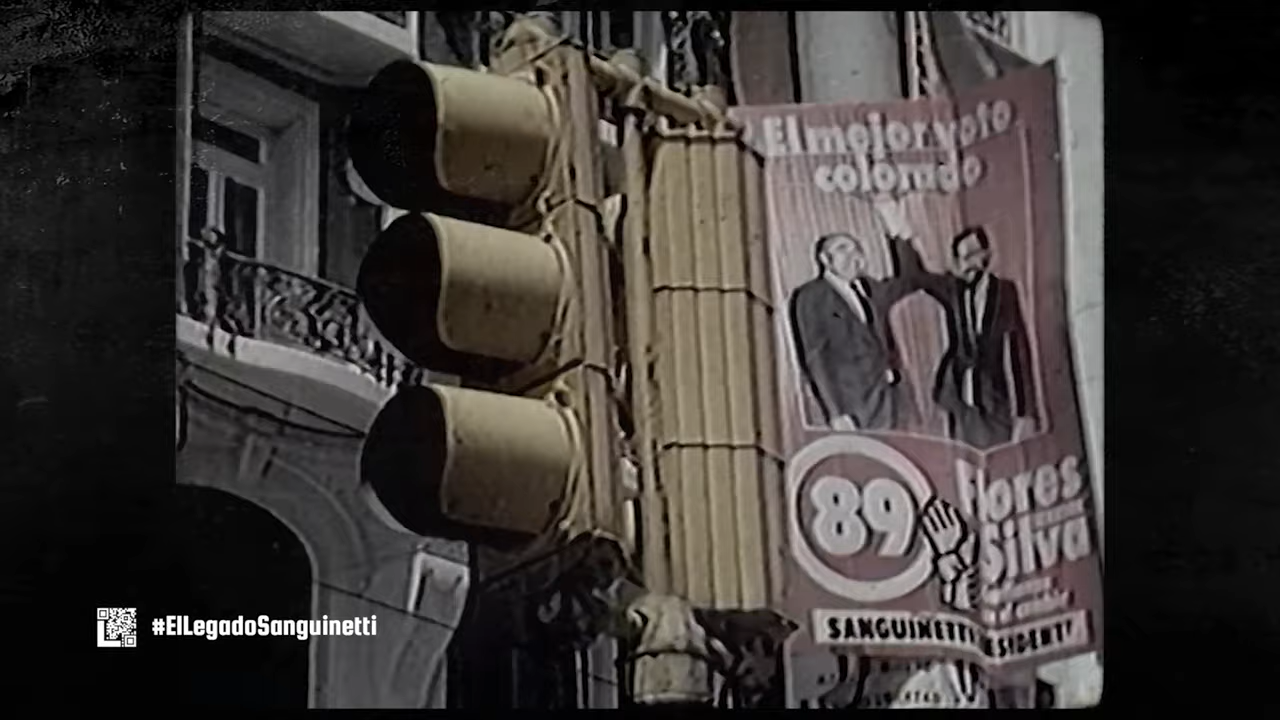 El mejor voto
colorado
89
Flores
Silva
SANGUINETTI
#ElLegadoSanguinetti